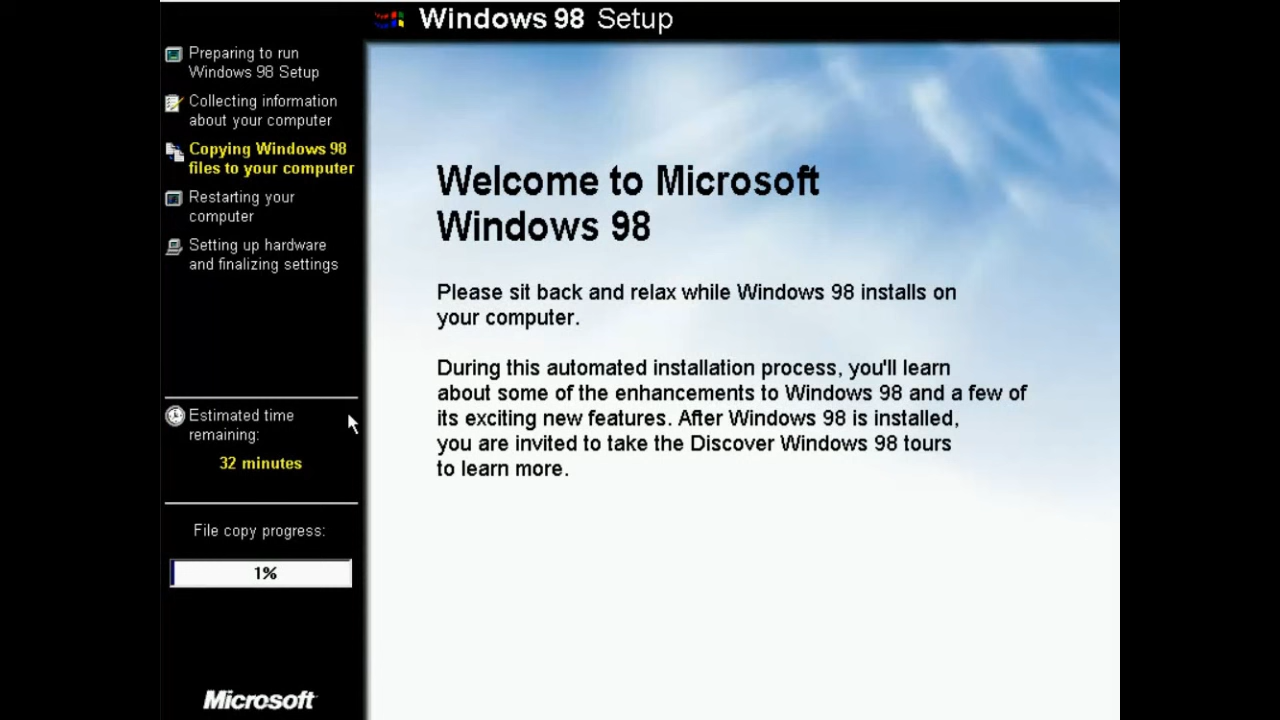 Windows 98 Setup
Preparing to run
Windows 98 Setup
Collecting information
about your computer
Copying Windows 98
files to your computer
Restarting your
computer
Setting up hardware
and finalizing settings
Estimated time
remaining:
32 minutes
File copy progress:
1%
Microsoft
Welcome to Microsoft
Windows 98
Please sit back and relax while Windows 98 installs on
your computer.
During this automated installation process, you'll learn
about some of the enhancements to Windows 98 and a few of
its exciting new features. After Windows 98 is installed,
you are invited to take the Discover Windows 98 tours
to learn more.